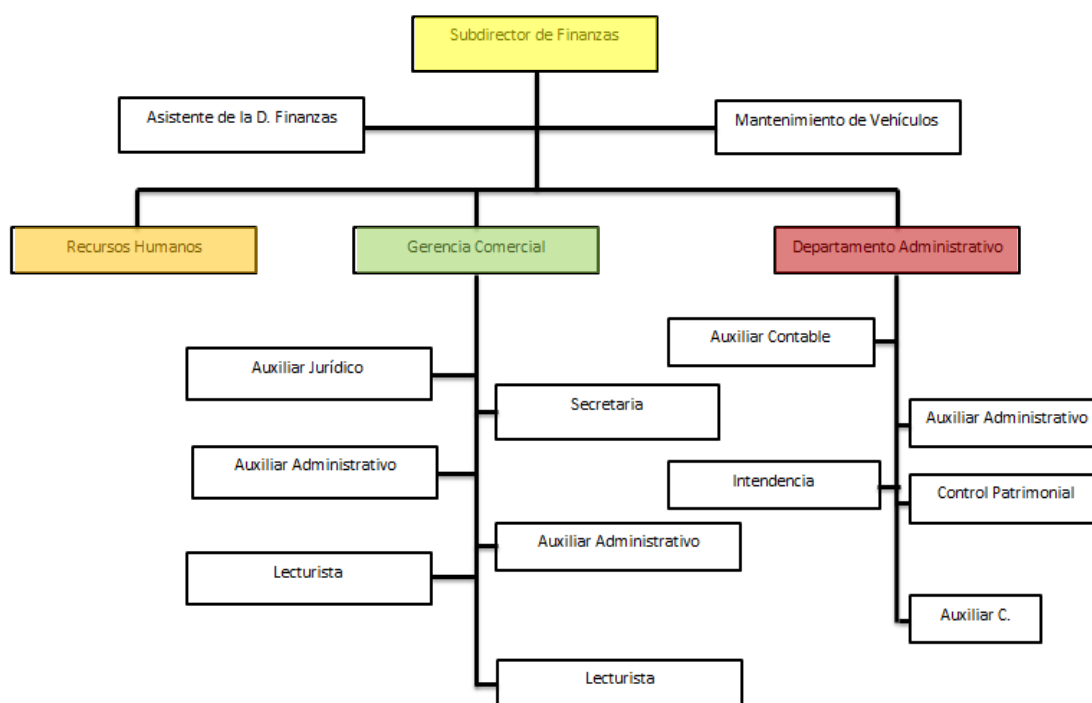 Subdirector de Finanzas
Asistente de la D. Finanzas
Mantenimiento de Vehículos
Recursos Humanos
Gerencia Comercial
Departamento Administrativo
Auxiliar Jurídico
Secretaria
Auxiliar Administrativo
Auxiliar Administrativo
Lecturista
Lecturista
Auxiliar Contable
Auxiliar Administrativo
Intendencia
Control Patrimonial
Auxiliar C.